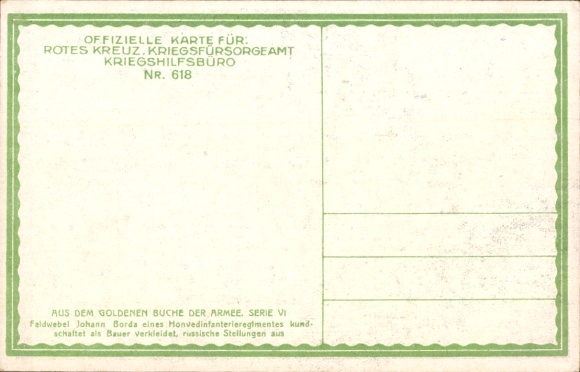 OFFIZIELLE KARTE FÜR:
ROTES KREUZ, KRIEGSFÜRSORGEAMT
KRIEGSHILFSBÜRO
NR. 618
AUS DEM GOLDENEN BUCHE DER ARMEE, SERIE VI
Feldwebel Johann Borda eines Honvedinfanterieregimentes kund-
schaftet als Bauer verkleidet, russische Stellungen aus